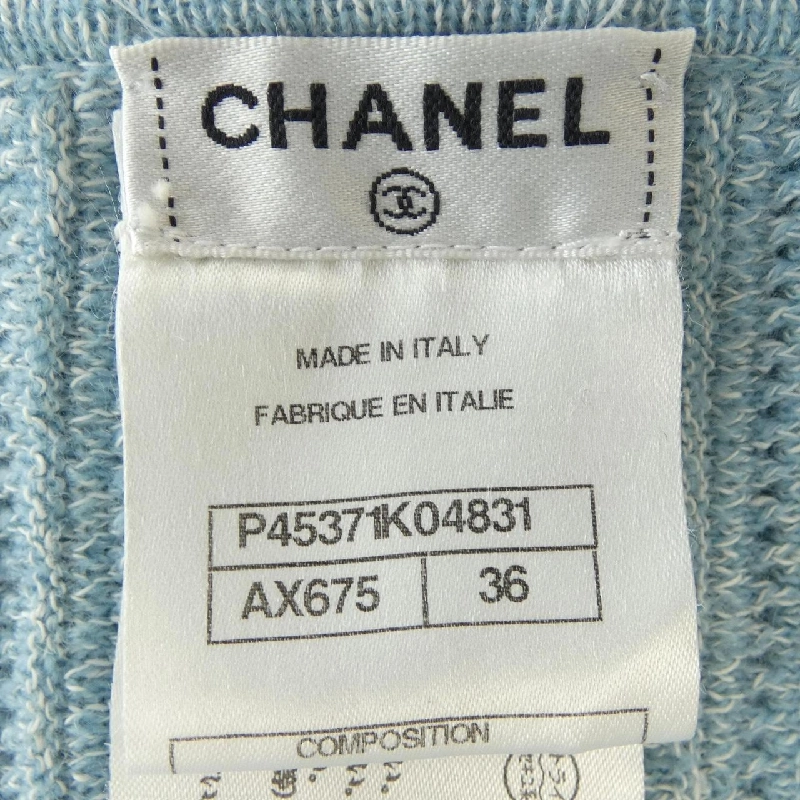 CHANEL
MADE IN ITALY
FABRIQUE EN ITALIE
P45371K04831
AX675 36
COMPOSITION